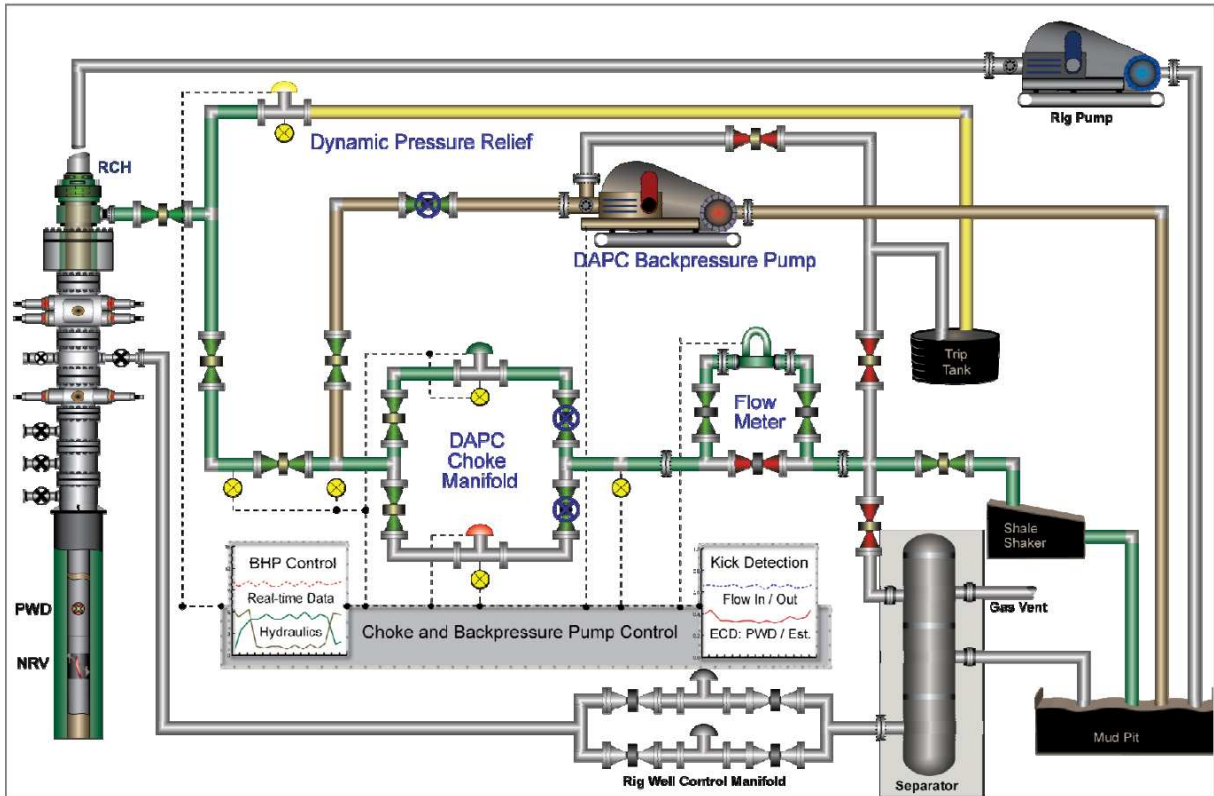 Rig Pump
RCH
Dynamic Pressure Relief
DAPC Backpressure Pump
Trip
Tank
Flow
Meter
DAPC
Choke
Manifold
Shale
Shaker
BHP Control
Real-time Data
Hydraulics
Choke and Backpressure Pump Control
Kick Detection
Flow In / Out
ECD: PWD / Est.
Gas Vent
PWD
NRV
Mud Pit
Rig Well Control Manifold
Separator